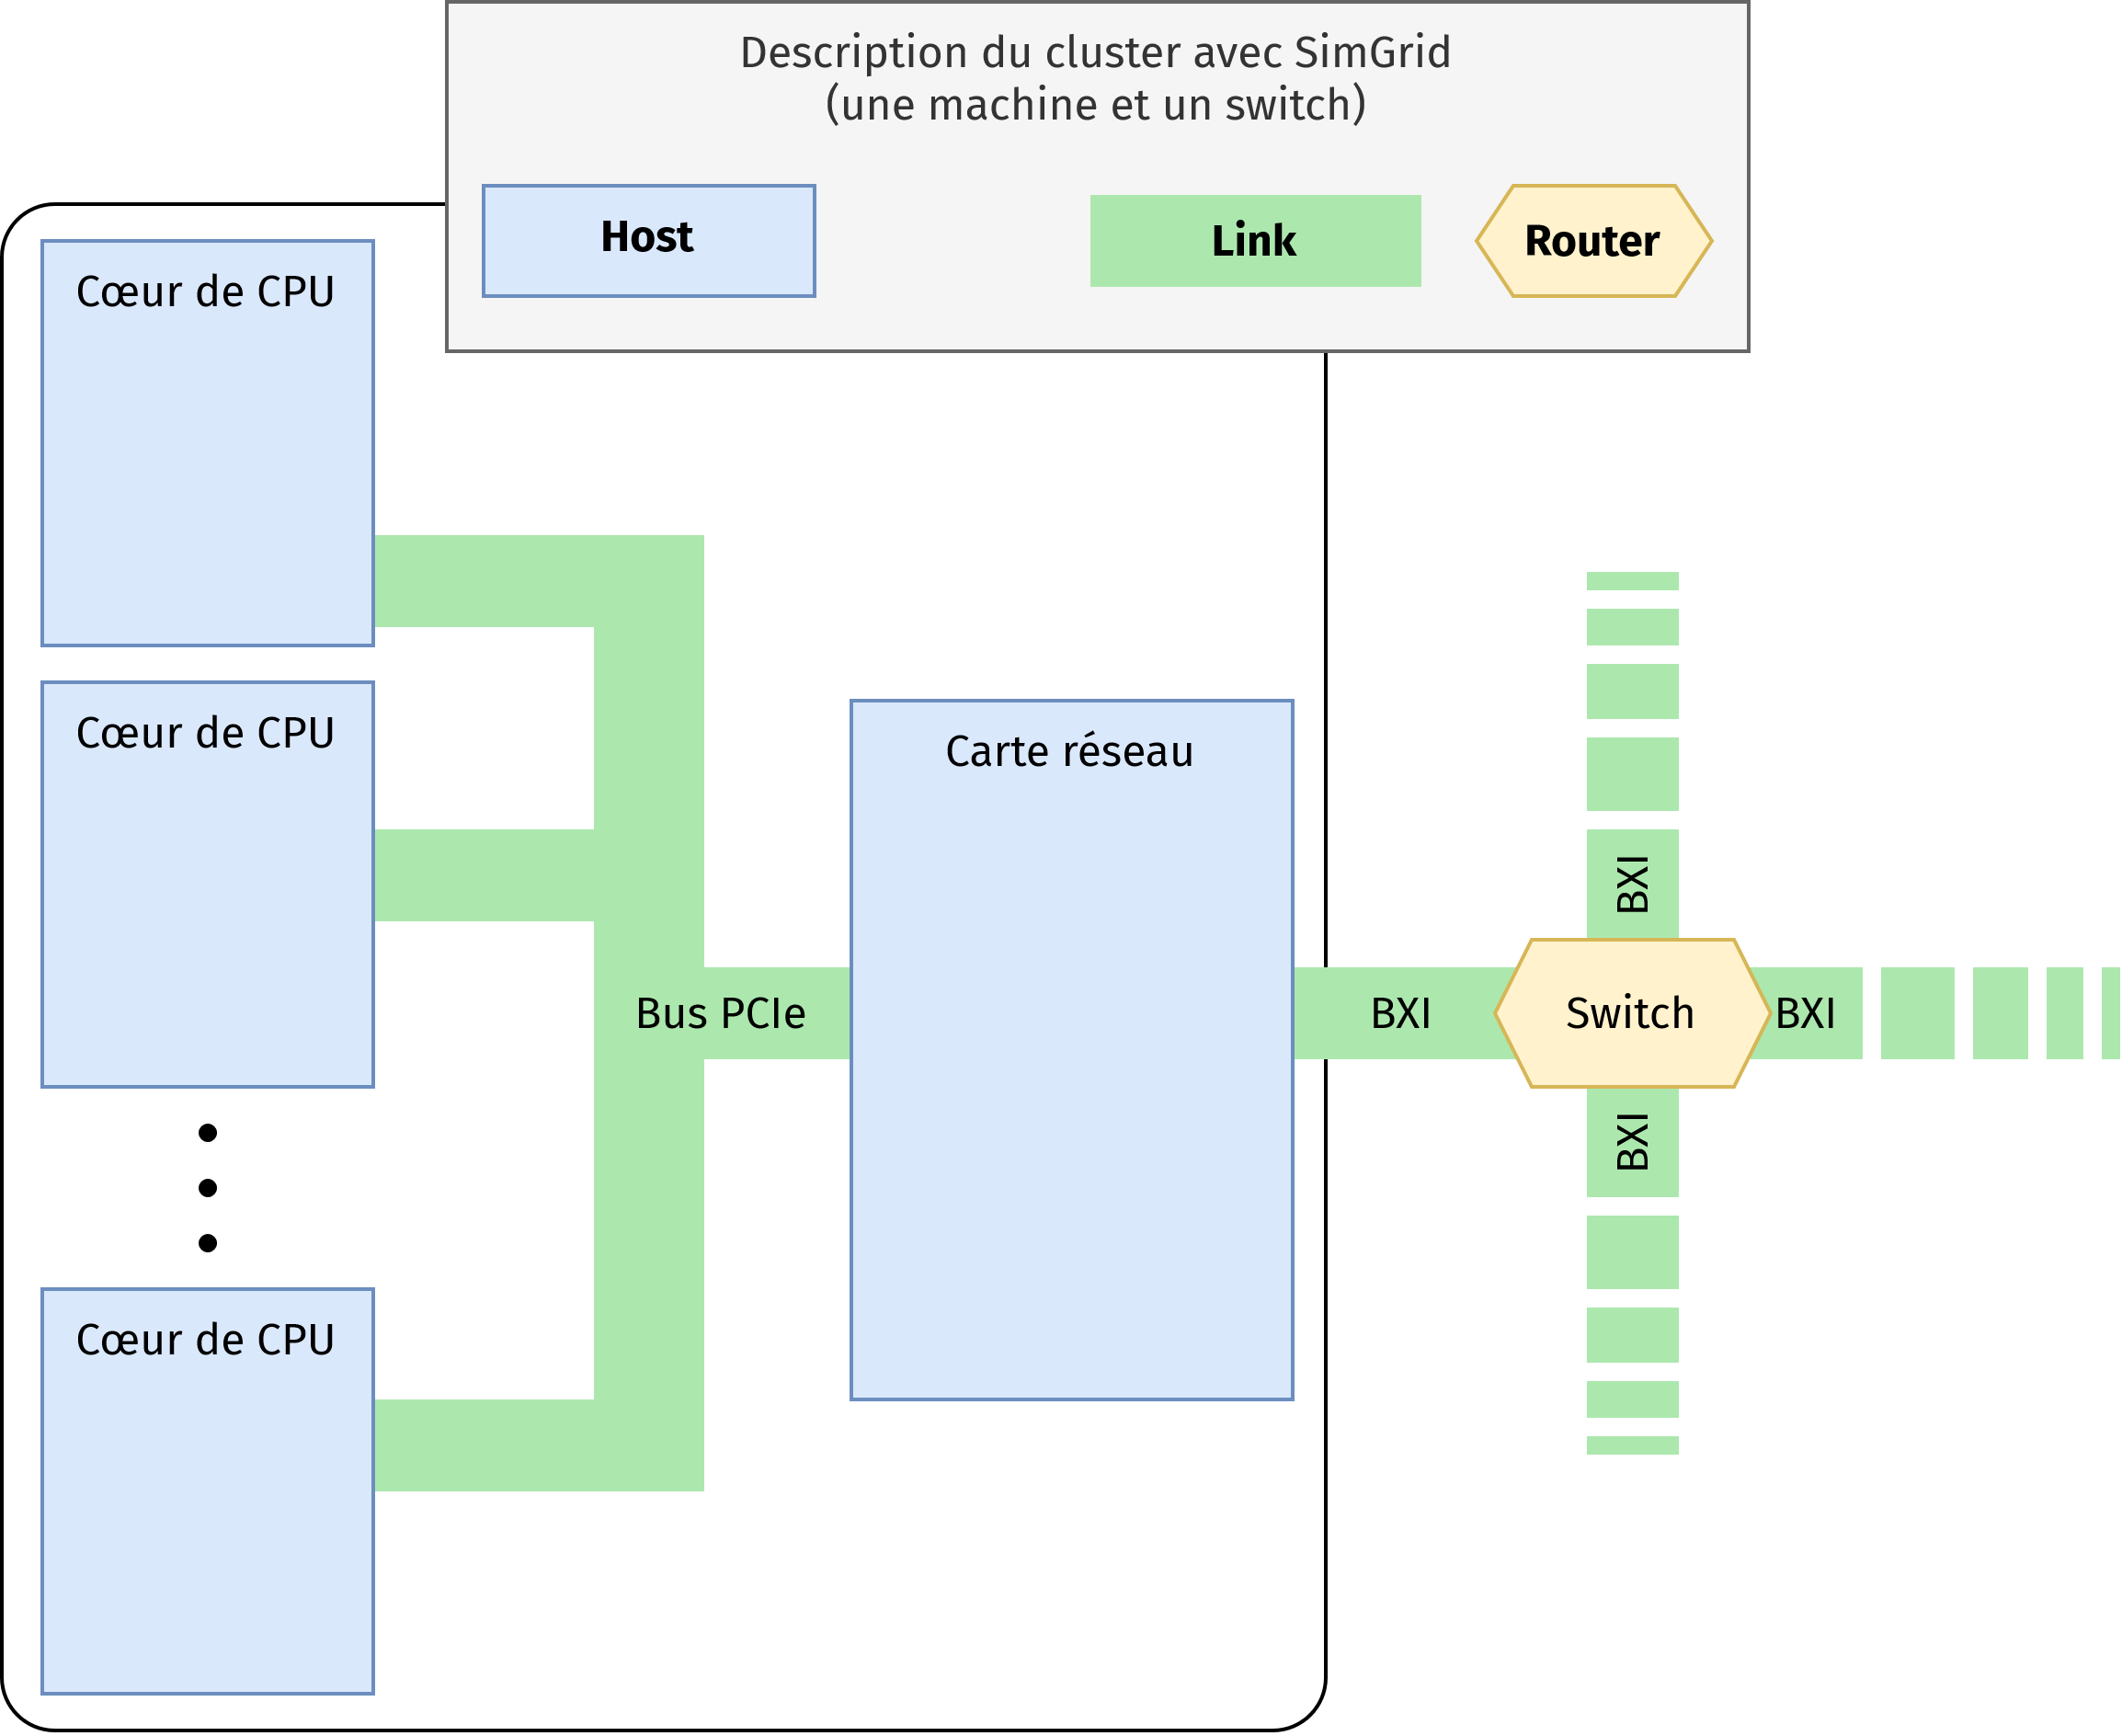 Description du cluster avec SimGrid
(une machine et un switch)
Host
Link
Router
Cœur de CPU
Cœur de CPU
Carte réseau
BXI
Bus PCIe
BXI
Switch
BXI
BXI
Cœur de CPU